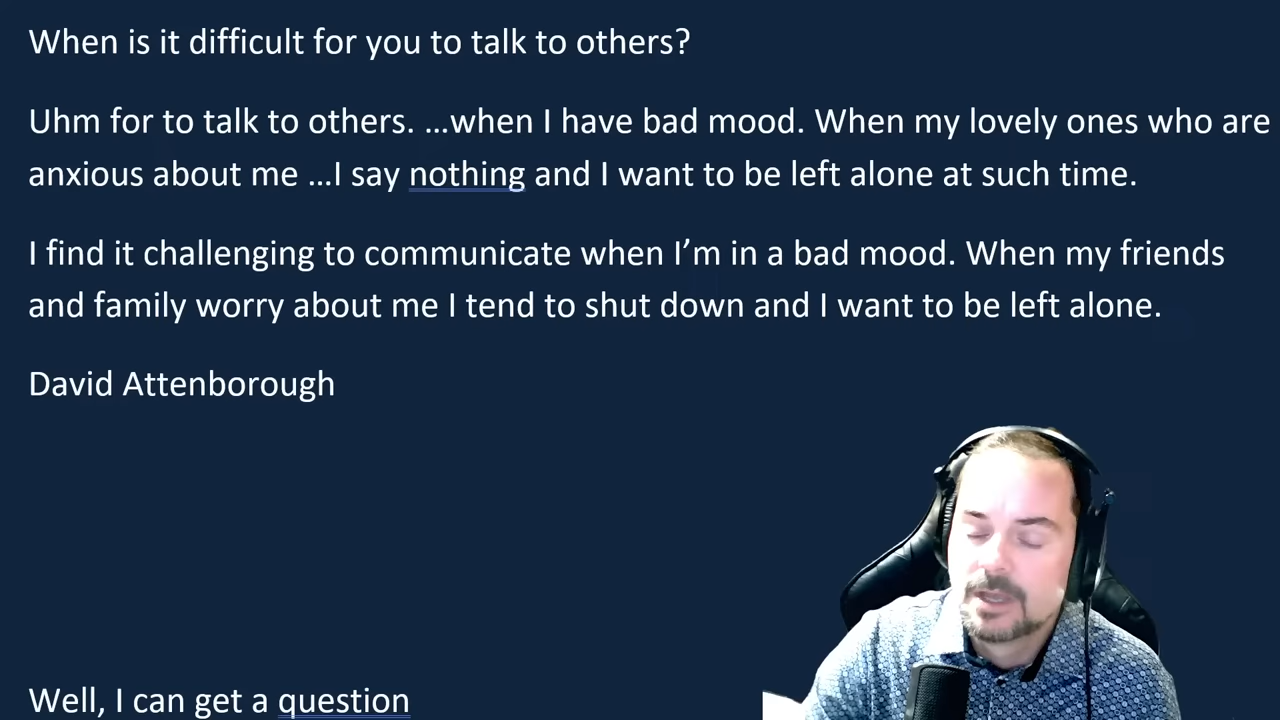 When is it difficult for you to talk to others?
Uhm for to talk to others. …when I have bad mood. When my lovely ones who are
anxious about me …I say nothing and I want to be left alone at such time.
I find it challenging to communicate when I’m in a bad mood. When my friends
and family worry about me I tend to shut down and I want to be left alone.
David Attenborough
Well, I can get a question